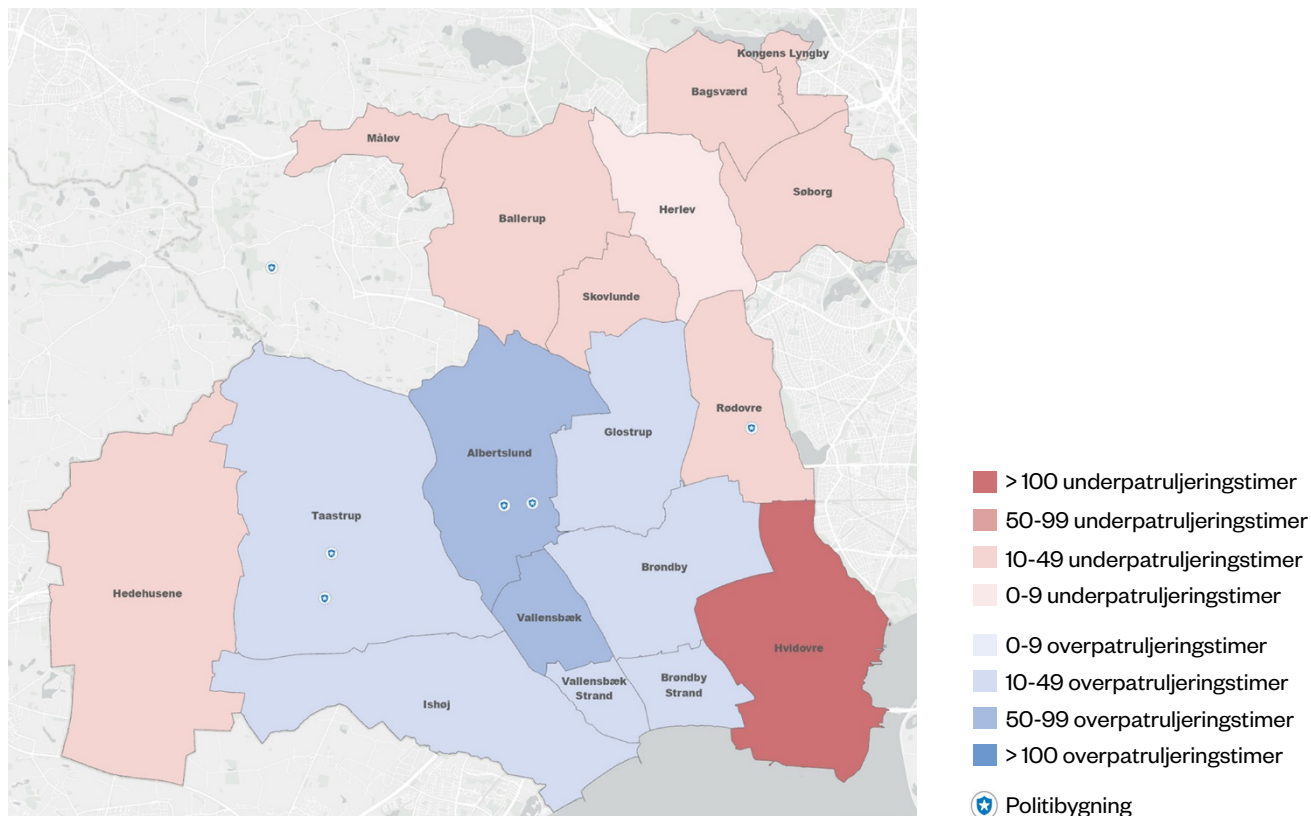 Kongens Lyngby
Bagsværd
Måløv
Søborg
Herlev
Ballerup
Skovlunde
Rødovre
Glostrup
Albertslund
Taastrup
Brøndby
Hedehusene
Vallensbæk
Hvidovre
Vallensbæk
Strand
Brøndby
Strand
Ishøj
> 100 underpatruljeringstimer
50-99 underpatruljeringstimer
10-49 underpatruljeringstimer
0-9 underpatruljeringstimer
0-9 overpatruljeringstimer
10-49 overpatruljeringstimer
50-99 overpatruljeringstimer
> 100 overpatruljeringstimer
Politibygning